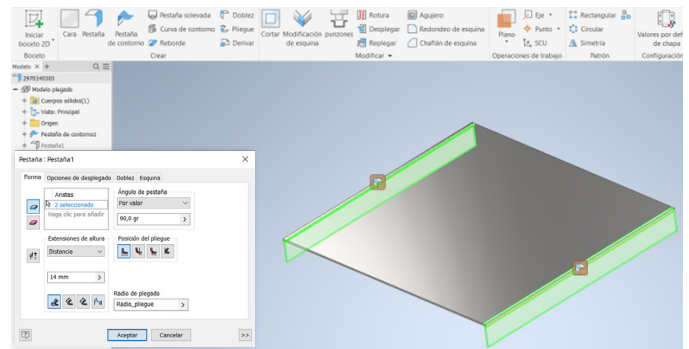 Iniciar boceto 2D
Cara
Pestaña
Pestaña de contorno
Pestaña solevada
Curva de contorno
Reborde
Doblez
Pliegue
Derivar
Cortar
Modificación de esquina
punzones
Rotura
Desplegar
Replegar
Agujero
Redondeo de esquina
Chaflán de esquina
Plano
Eje
Punto
SCU
Rectangular
Circular
Simetría
Valores por def
de chapa
Boceto
Crear
Modificar
Operaciones de trabajo
Patrón
Configuración
Modelo
2970140303
Modelo plegado
Cuerpos sólidos(1)
Vista: Principal
Origen
Pestaña de contorno1
Pestaña1
Pestaña : Pestaña1
Forma
Opciones de desplegado
Doblez
Esquina
Aristas
2 seleccionado
Haga clic para añadir
Ángulo de pestaña
Por valor
90,0 gr
Extensiones de altura
Distancia
14 mm
Posición del pliegue
Radio de plegado
Radio_pliegue
Aceptar
Cancelar
>>